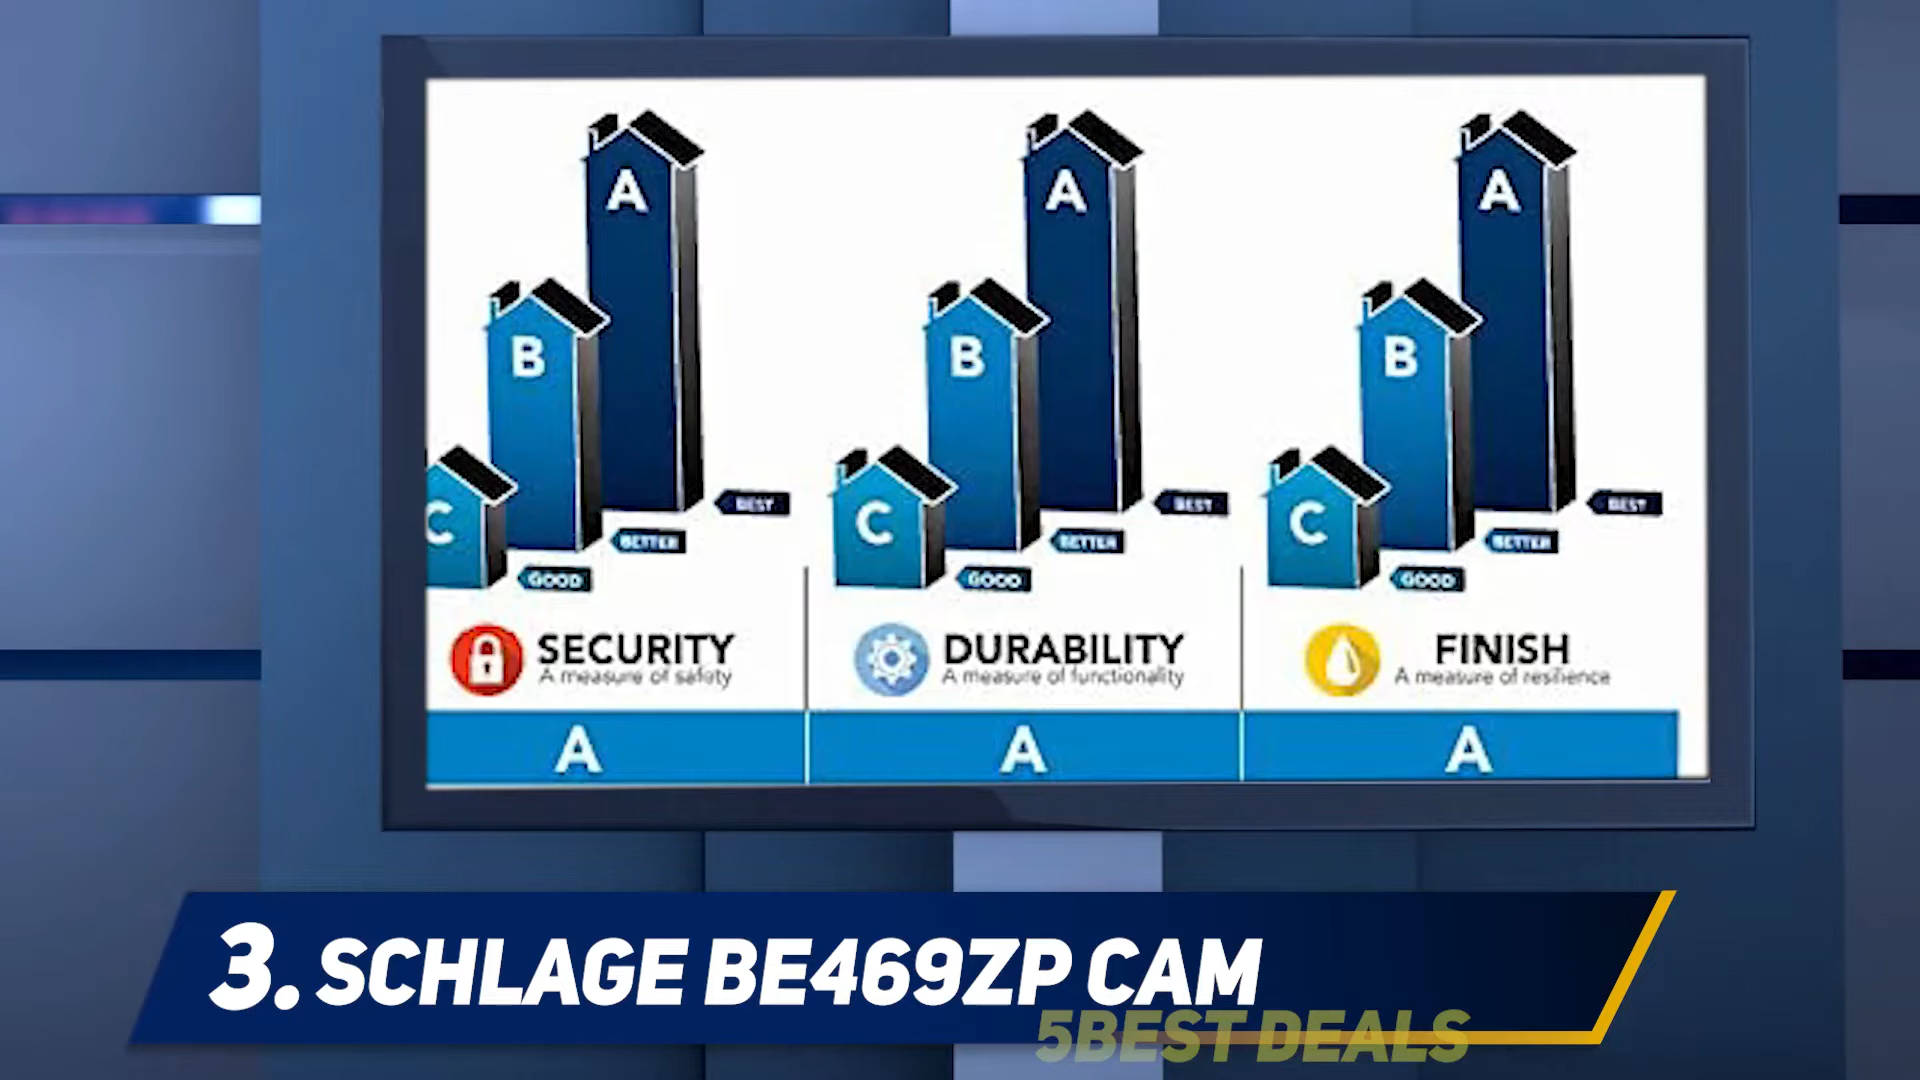 A A A
B B B
C C C
BEST BEST BEST
BETTER BETTER BETTER
GOOD GOOD GOOD
SECURITY DURABILITY FINISH
A measure of safety A measure of functionality A measure of resilience
A A A
3. SCHLAGE BE469ZP CAM
5BEST DEALS